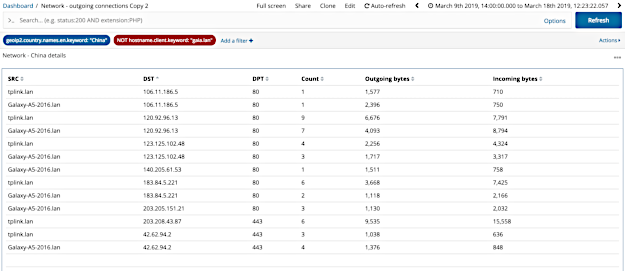 Dashboard / Network - outgoing connections Copy 2 Full screen Share Clone Edit Auto-refresh March 9th 2019, 14:00:00.000 to March 18th 2019, 12:23:22.057
>_ Search... (e.g. status:200 AND extension:PHP) Options Refresh
geoip2.country.names.en.keyword: "China" NOT hostname.client.keyword: "gaia.lan" Add a filter + Actions
Network - China details
SRC DST DPT Count Outgoing bytes Incoming bytes
tplink.lan 106.11.186.5 80 1 1,577 710
Galaxy-A5-2016.lan 106.11.186.5 80 1 2,396 750
tplink.lan 120.92.96.13 80 9 6,676 7,791
Galaxy-A5-2016.lan 120.92.96.13 80 7 4,093 8,794
tplink.lan 123.125.102.48 80 4 2,256 4,324
Galaxy-A5-2016.lan 123.125.102.48 80 3 1,717 3,317
Galaxy-A5-2016.lan 140.205.61.53 80 1 1,511 758
tplink.lan 183.84.5.221 80 6 3,668 7,425
Galaxy-A5-2016.lan 183.84.5.221 80 2 1,118 2,166
Galaxy-A5-2016.lan 203.205.151.21 80 3 1,130 2,032
tplink.lan 203.208.43.87 443 6 9,535 15,558
tplink.lan 42.62.94.2 443 3 1,038 636
Galaxy-A5-2016.lan 42.62.94.2 443 4 1,376 848